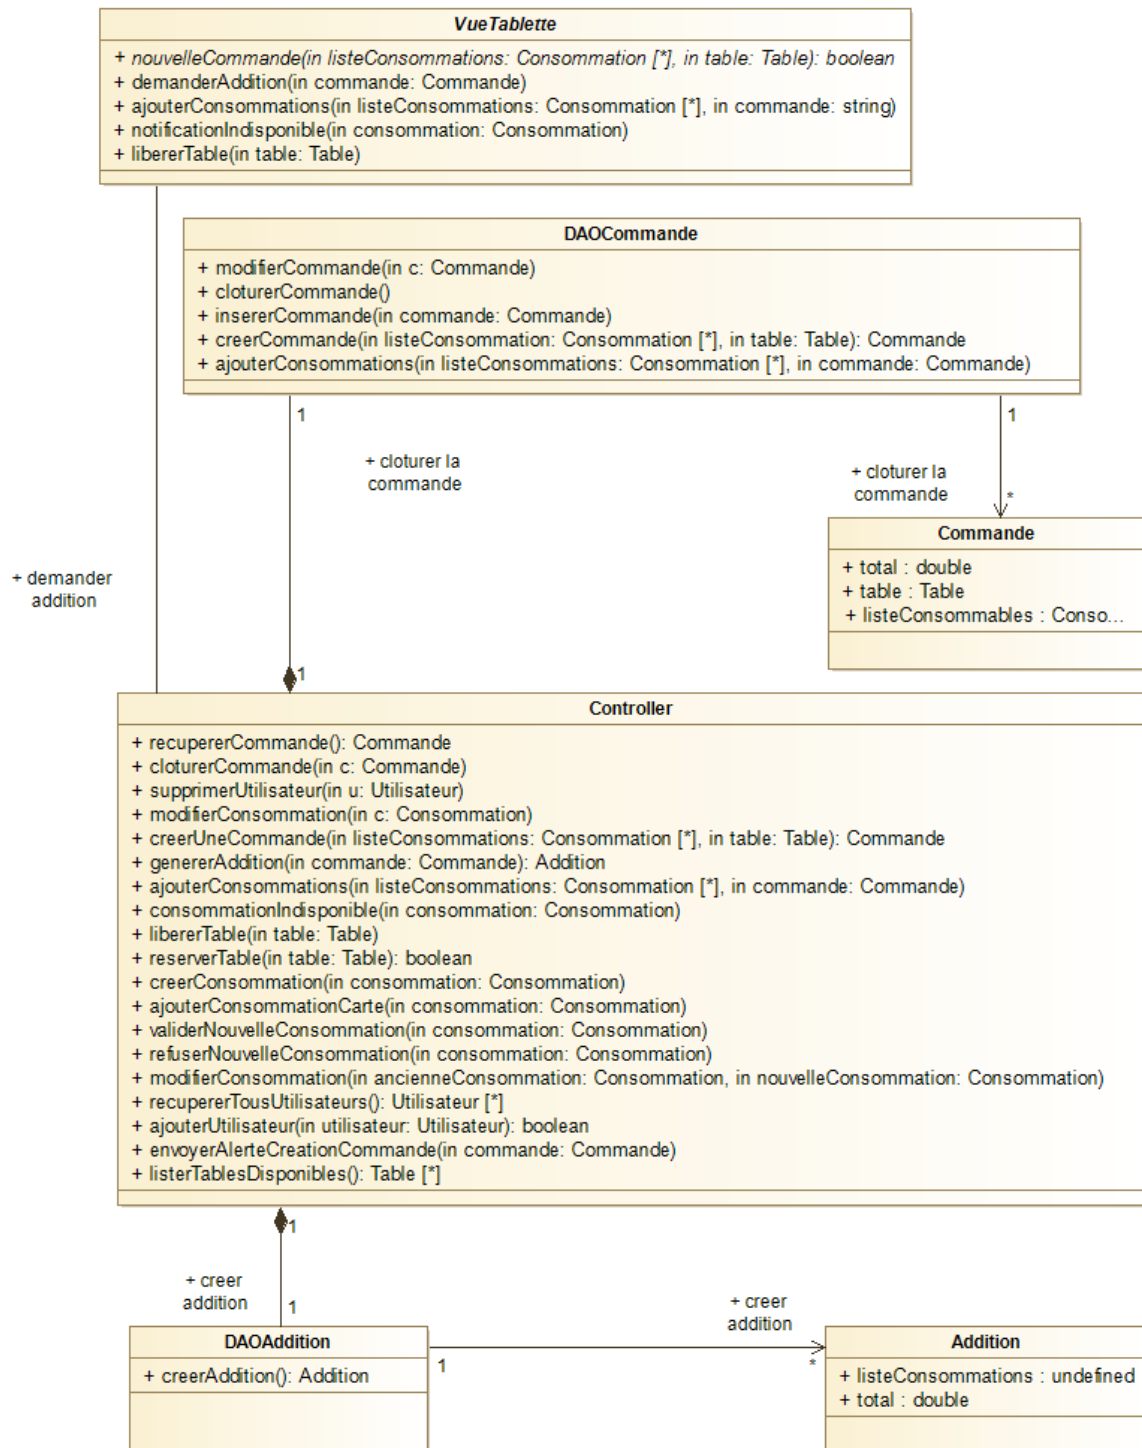 VueTablette
+ nouvelleCommande(in listeConsommations: Consommation [*], in table: Table): boolean
+ demanderAddition(in commande: Commande)
+ ajouterConsommations(in listeConsommations: Consommation [*], in commande: string)
+ notificationIndisponible(in consommation: Consommation)
+ libererTable(in table: Table)
DAOCommande
+ modifierCommande(in c: Commande)
+ cloturerCommande()
+ insererCommande(in commande: Commande)
+ creerCommande(in listeConsommation: Consommation [*], in table: Table): Commande
+ ajouterConsommations(in listeConsommations: Consommation [*], in commande: Commande)
1
1
+ cloturer la
commande
+ cloturer la
commande
*
Commande
+ total : double
+ table : Table
+ listeConsommables : Conso...
+ demander
addition
1
Controller
+ recupererCommande(): Commande
+ cloturerCommande(in c: Commande)
+ supprimerUtilisateur(in u: Utilisateur)
+ modifierConsommation(in c: Consommation)
+ creerUneCommande(in listeConsommations: Consommation [*], in table: Table): Commande
+ genererAddition(in commande: Commande): Addition
+ ajouterConsommations(in listeConsommations: Consommation [*], in commande: Commande)
+ consommationIndisponible(in consommation: Consommation)
+ libererTable(in table: Table)
+ reserverTable(in table: Table): boolean
+ creerConsommation(in consommation: Consommation)
+ ajouterConsommationCarte(in consommation: Consommation)
+ validerNouvelleConsommation(in consommation: Consommation)
+ refuserNouvelleConsommation(in consommation: Consommation)
+ modifierConsommation(in ancienneConsommation: Consommation, in nouvelleConsommation: Consommation)
+ recupererTousUtilisateurs(): Utilisateur [*]
+ ajouterUtilisateur(in utilisateur: Utilisateur): boolean
+ envoyerAlerteCreationCommande(in commande: Commande)
+ listerTablesDisponibles(): Table [*]
1
+ creer
addition
1
+ creer
addition
DAOAddition
+ creerAddition(): Addition
1
*
Addition
+ listeConsommations : undefined
+ total : double